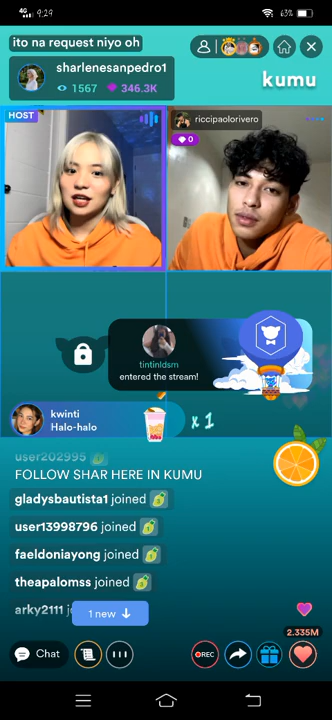 4G 9:29
63%
ito na request niyo oh
sharlenesanpedro1
1567 346.3K
kumu
HOST
riccipaolorivero
0
tintinldsm
entered the stream!
kwinti
Halo-halo
x 1
user202995
FOLLOW SHAR HERE IN KUMU
gladysbautista1 joined
user13998796 joined
faeldoniayong joined
theapalomss joined
arky2111 jo
1 new
2.335M
Chat
REC